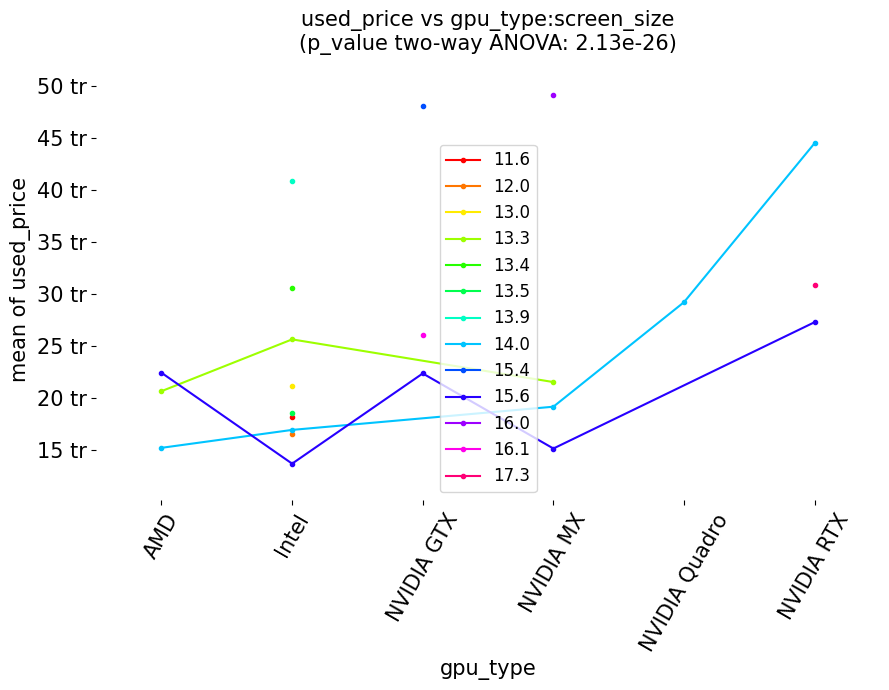 used_price vs gpu_type:screen_size
(p_value two-way ANOVA: 2.13e-26)
mean of used_price
50 tr
45 tr
40 tr
35 tr
30 tr
25 tr
20 tr
15 tr
11.6
12.0
13.0
13.3
13.4
13.5
13.9
14.0
15.4
15.6
16.0
16.1
17.3
AMD
Intel
NVIDIA GTX
NVIDIA MX
NVIDIA Quadro
NVIDIA RTX
gpu_type